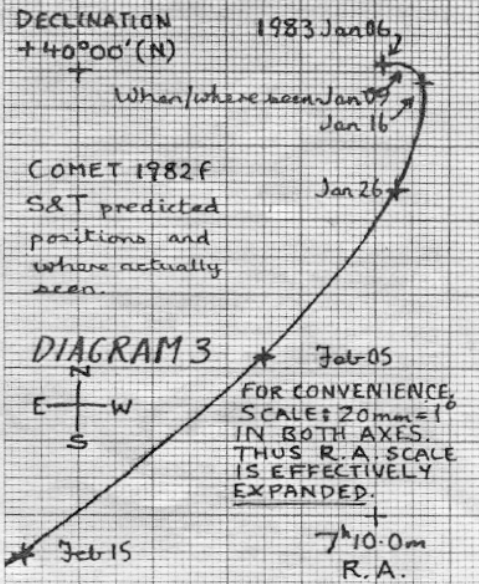 DECLINATION
+40°00'(N)
1983 Jan 06
When/where seen Jan 09
Jan 16
COMET 1982f
S&T predicted
positions and
where actually
seen.
Jan 26
DIAGRAM 3
N
E W
S
Feb 05
FOR CONVENIENCE,
SCALE: 20mm=1°
IN BOTH AXES.
THUS R.A. SCALE
IS EFFECTIVELY
EXPANDED.
7h10.0m
R.A.
Feb 15